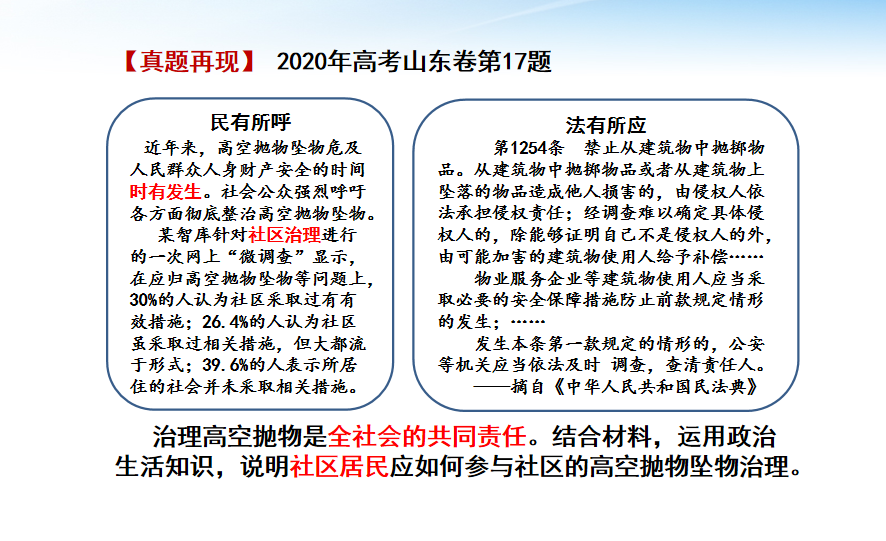 【真题再现】 2020年高考山东卷第17题
民有所呼
近年来，高空抛物坠物危及
人民群众人身财产安全的时间
时有发生。社会公众强烈呼吁
各方面彻底整治高空抛物坠物。
某智库针对社区治理进行
的一次网上“微调查”显示，
在应归高空抛物坠物等问题上，
30%的人认为社区采取过有有
效措施；26.4%的人认为社区
虽采取过相关措施，但大都流
于形式；39.6%的人表示所居
住的社会并未采取相关措施。
法有所应
第1254条 禁止从建筑物中抛掷物
品。从建筑物中抛掷物品或者从建筑物上
坠落的物品造成他人损害的，由侵权人依
法承担侵权责任；经调查难以确定具体侵
权人的，除能够证明自己不是侵权人的外，
由可能加害的建筑物使用人给予补偿……
物业服务企业等建筑物使用人应当采
取必要的安全保障措施防止前款规定情形
的发生；……
发生本条第一款规定的情形的，公安
等机关应当依法及时 调查，查清责任人。
——摘自《中华人民共和国民法典》
治理高空抛物是全社会的共同责任。结合材料，运用政治
生活知识，说明社区居民应如何参与社区的高空抛物坠物治理。